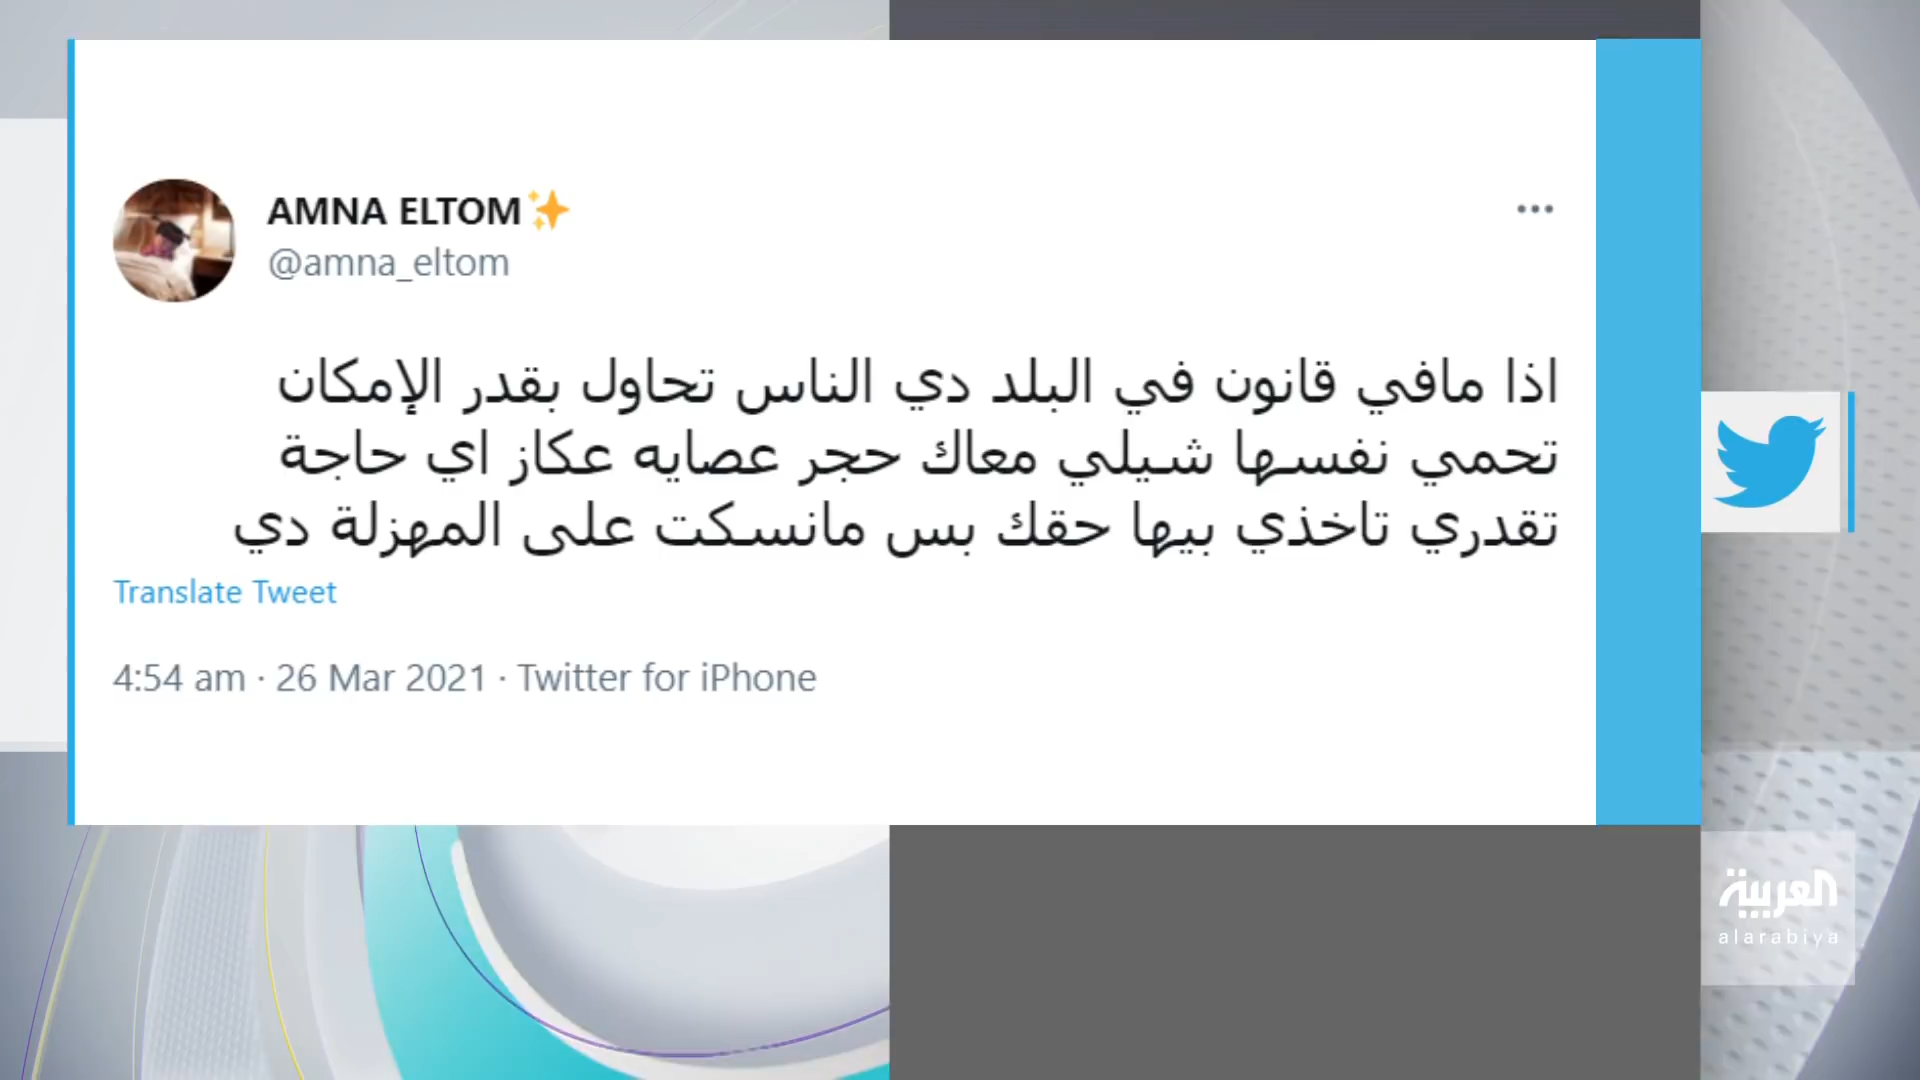 AMNA ELTOM✨
@amna_eltom
اذا مافي قانون في البلد دي الناس تحاول بقدر الإمكان
تحمي نفسها شيلي معاك حجر عصايه عكاز اي حاجة
تقدري تاخذي بيها حقك بس مانسكت على المهزلة دي
Translate Tweet
4:54 am · 26 Mar 2021 · Twitter for iPhone
العربية
alarabiya